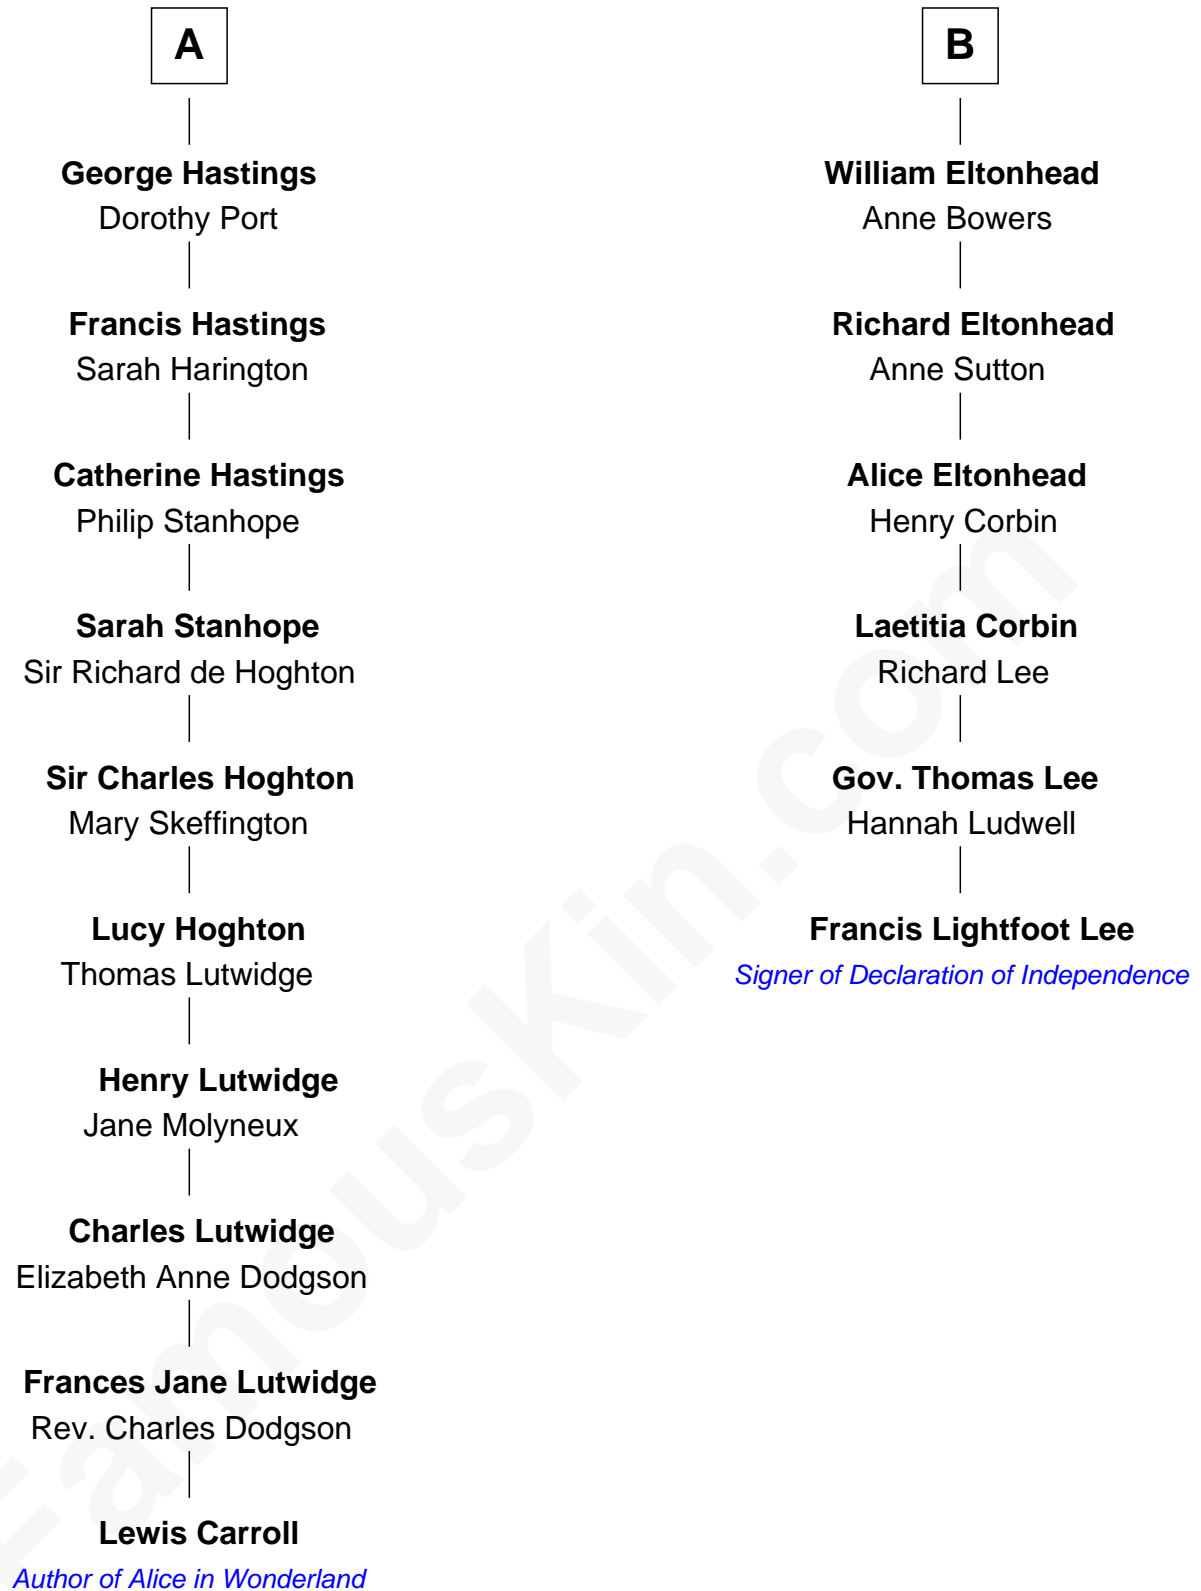 A
George Hastings
Dorothy Port
Francis Hastings
Sarah Harington
Catherine Hastings
Philip Stanhope
Sarah Stanhope
Sir Richard de Hoghton
Sir Charles Hoghton
Mary Skeffington
Lucy Hoghton
Thomas Lutwidge
Henry Lutwidge
Jane Molyneux
Charles Lutwidge
Elizabeth Anne Dodgson
Frances Jane Lutwidge
Rev. Charles Dodgson
Lewis Carroll
Author of Alice in Wonderland
B
William Eltonhead
Anne Bowers
Richard Eltonhead
Anne Sutton
Alice Eltonhead
Henry Corbin
Laetitia Corbin
Richard Lee
Gov. Thomas Lee
Hannah Ludwell
Francis Lightfoot Lee
Signer of Declaration of Independence
FamousKin.com